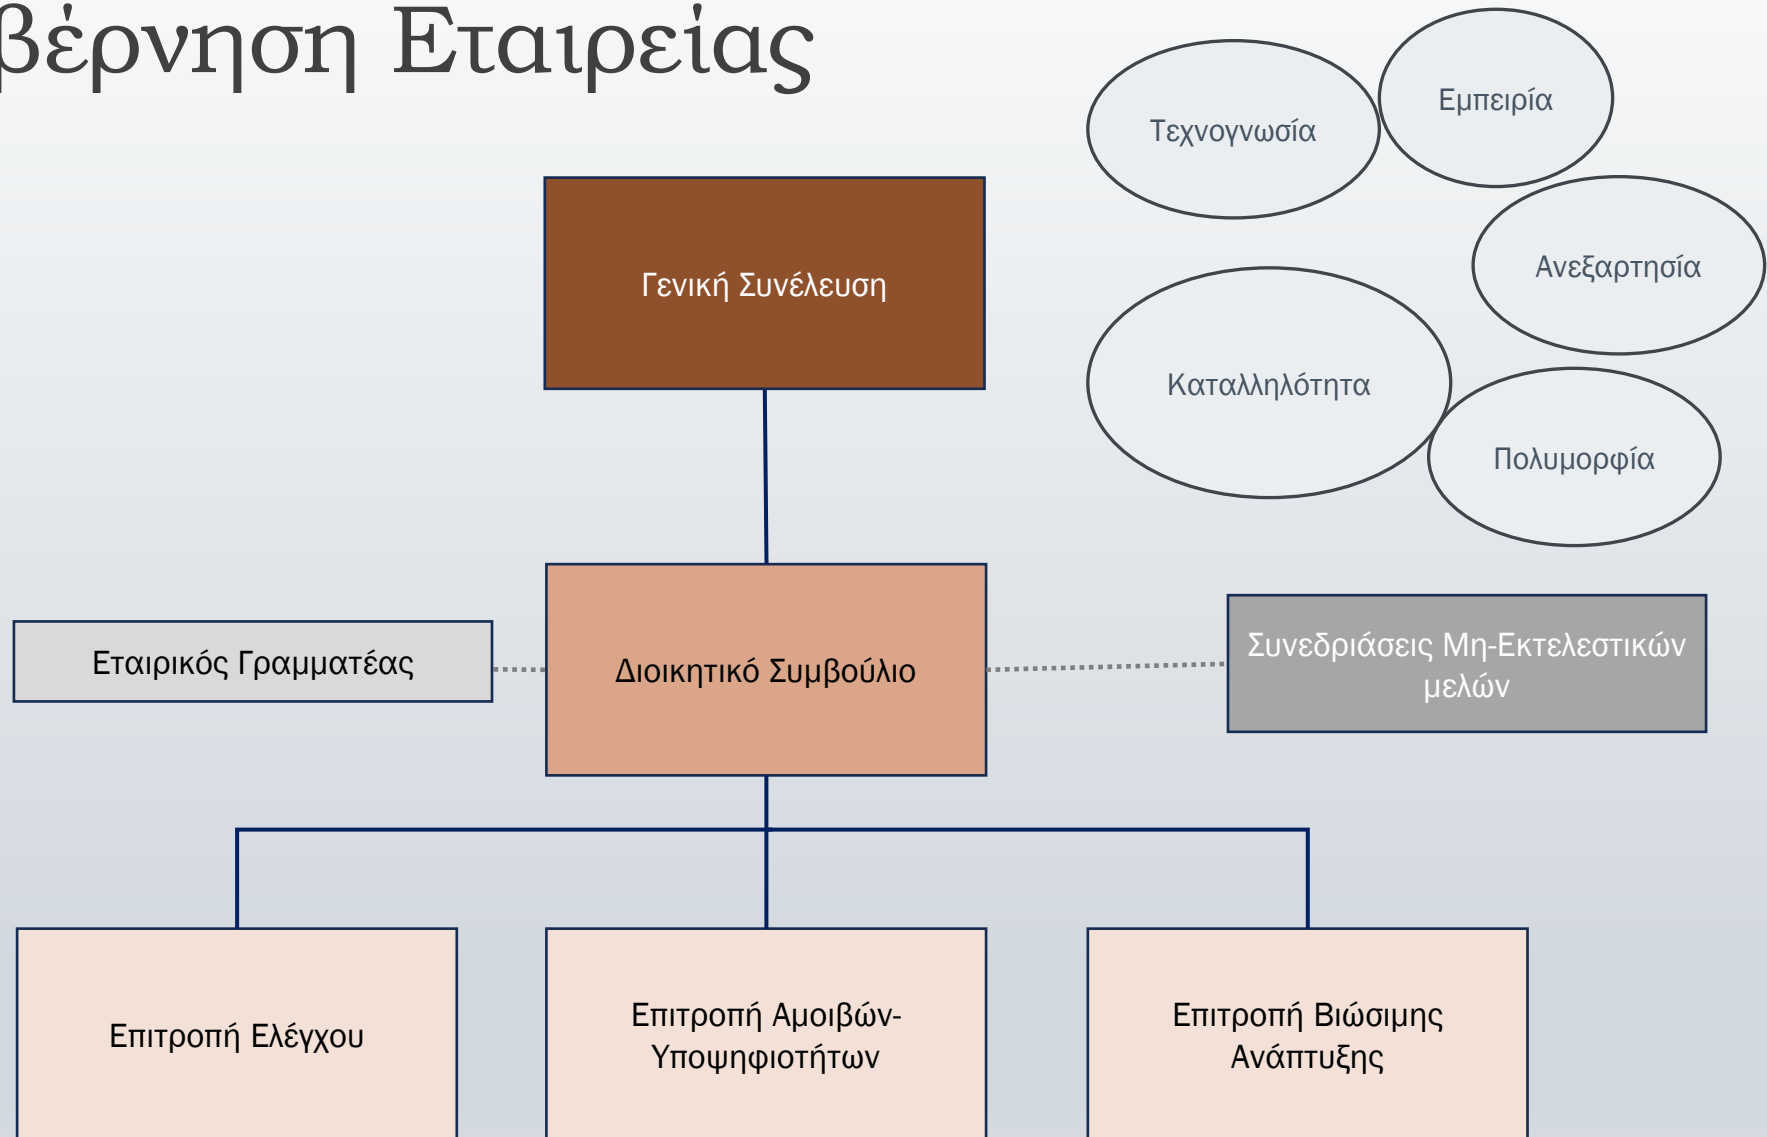 βέρνηση Εταιρείας
Τεχνογνωσία
Εμπειρία
Ανεξαρτησία
Καταλληλότητα
Πολυμορφία
Γενική Συνέλευση
Εταιρικός Γραμματέας
Διοικητικό Συμβούλιο
Συνεδριάσεις Μη-Εκτελεστικών
μελών
Επιτροπή Ελέγχου
Επιτροπή Αμοιβών-
Υποψηφιοτήτων
Επιτροπή Βιώσιμης
Ανάπτυξης